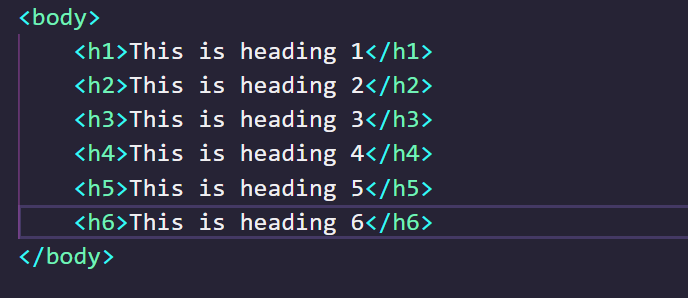 <body>
<h1>This is heading 1</h1>
<h2>This is heading 2</h2>
<h3>This is heading 3</h3>
<h4>This is heading 4</h4>
<h5>This is heading 5</h5>
<h6>This is heading 6</h6>
</body>